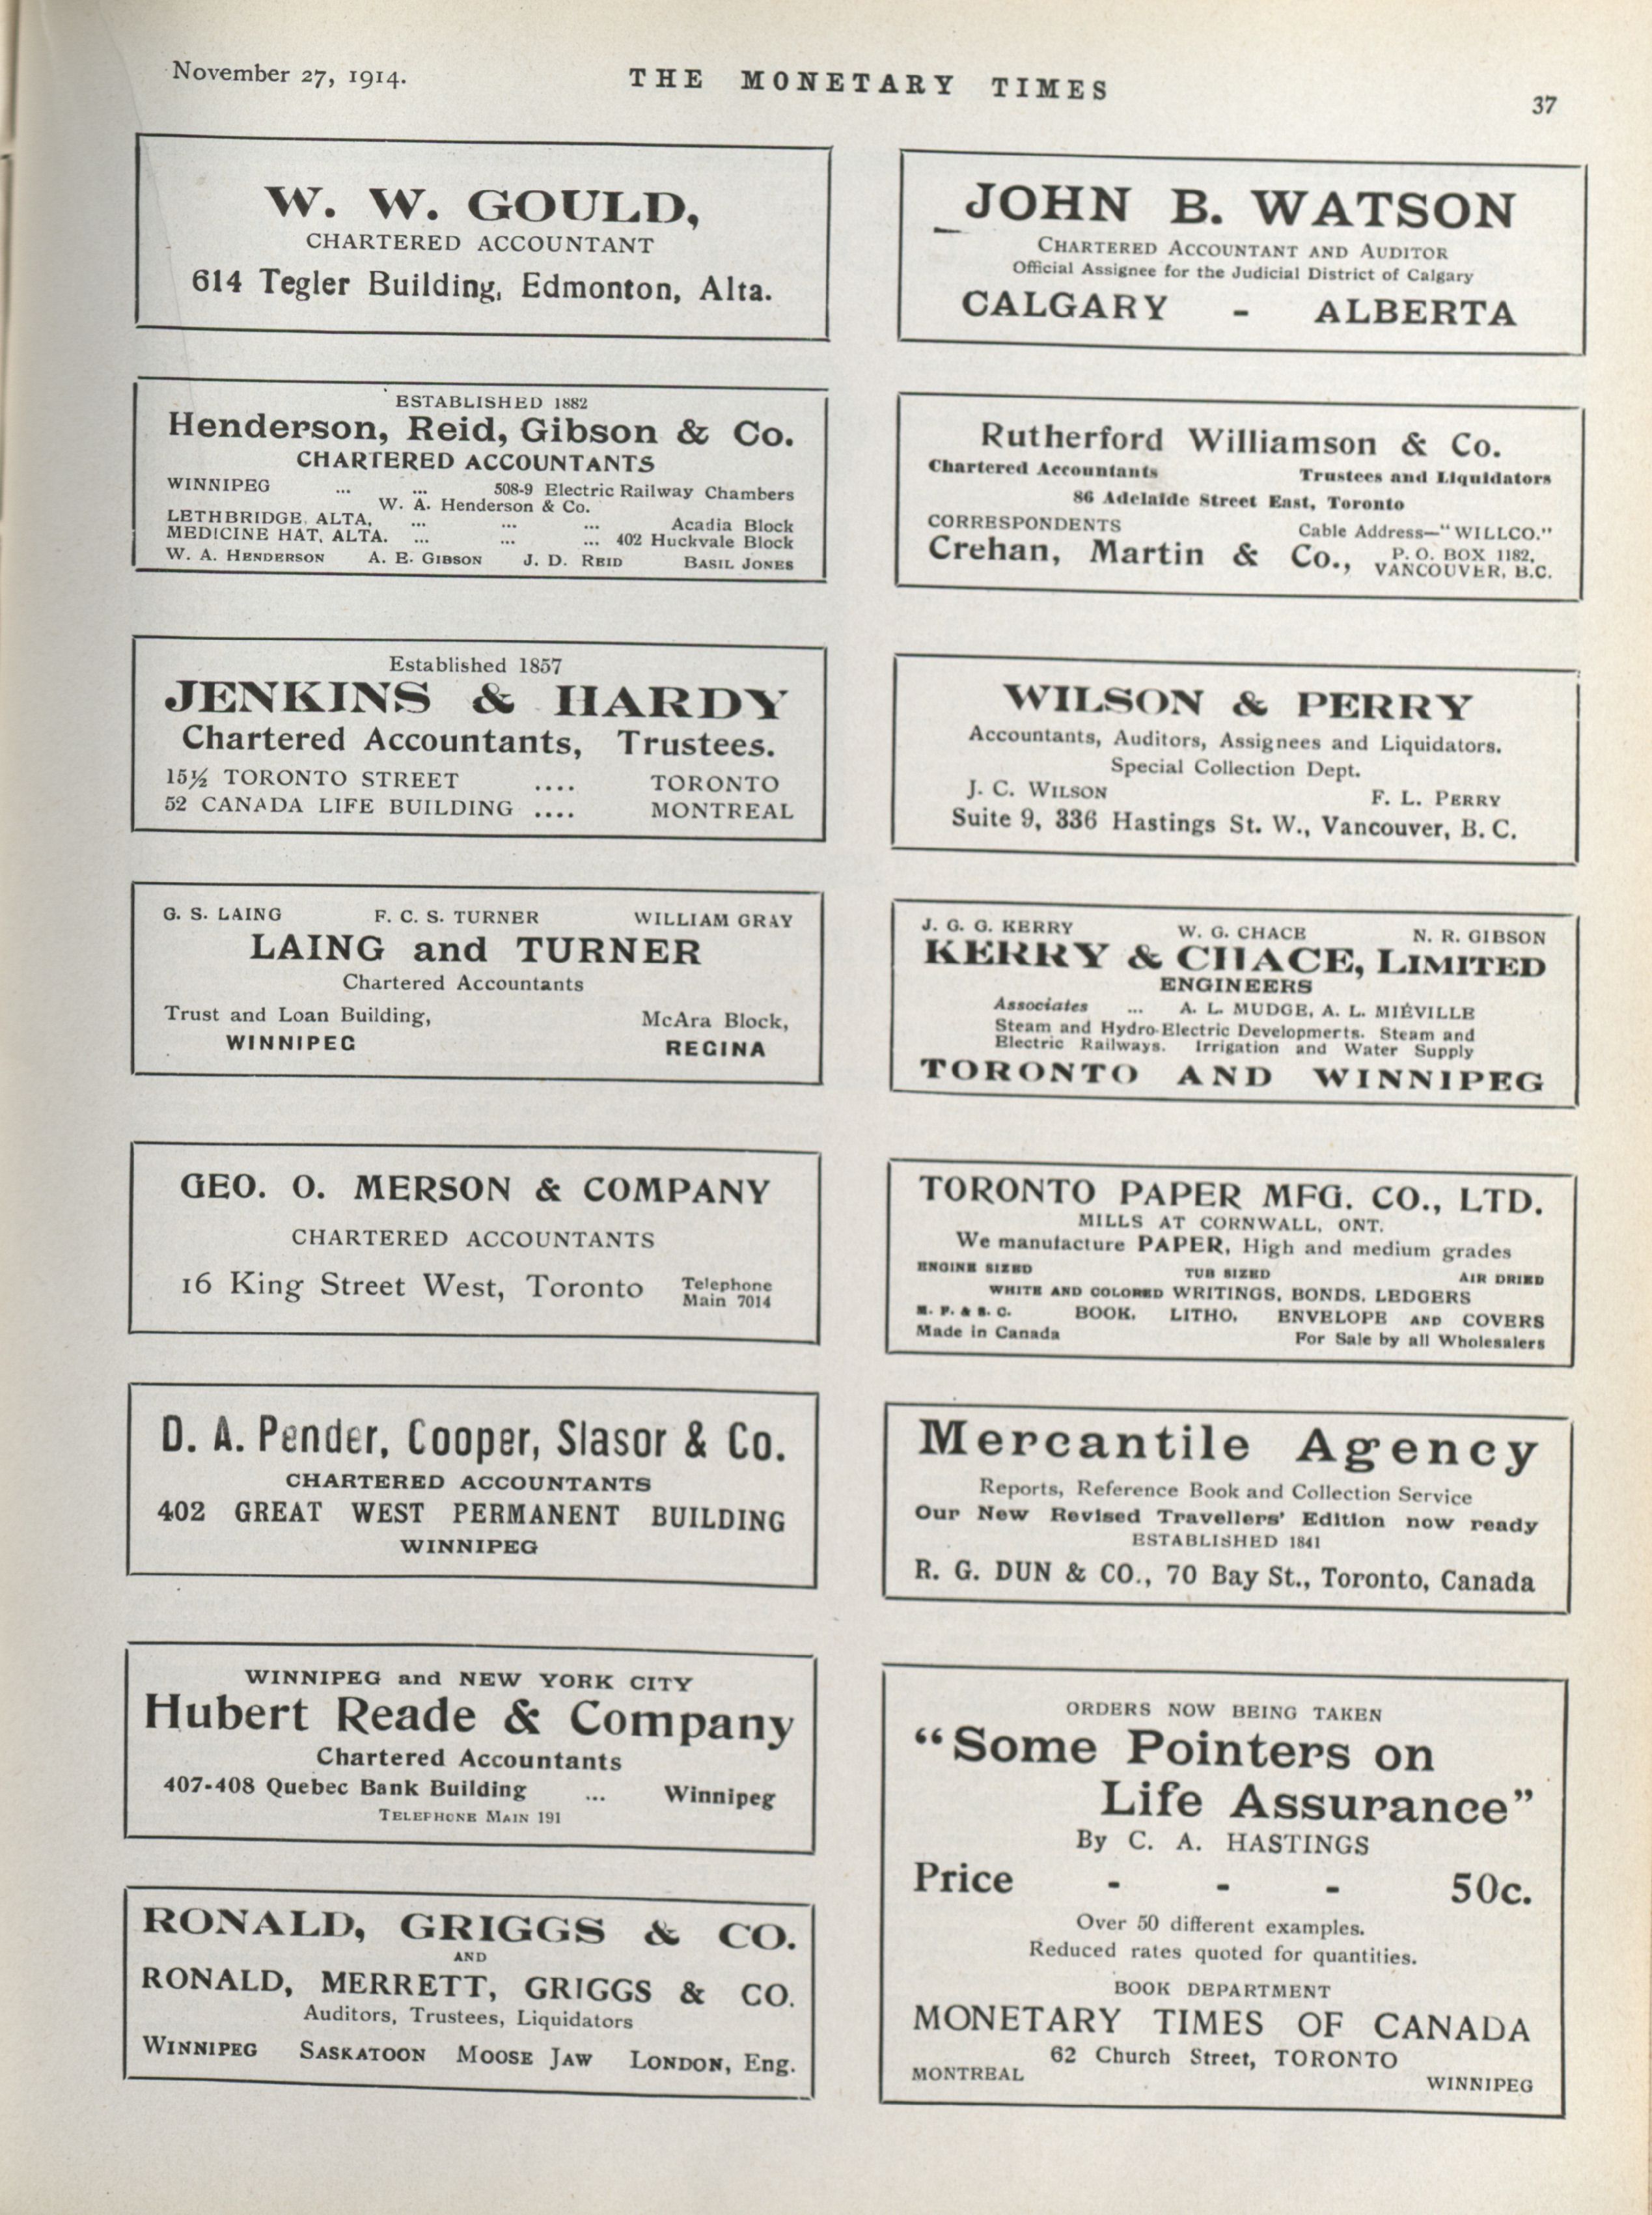 November 27, 1914.
THE MONETARY TIMES
37
W. W. GOULD,
CHARTERED ACCOUNTANT
614 Tegler Building, Edmonton, Alta.
ESTABLISHED 1882
Henderson, Reid, Gibson & Co.
CHARTERED ACCOUNTANTS
WINNIPEG ... ... 508-9 Electric Railway Chambers
W. A. Henderson & Co.
LETHBRIDGE, ALTA. ... ... ... Acadia Block
MEDICINE HAT, ALTA. ... ... ... 402 Huckvale Block
W. A. HENDERSON A. E. GIBSON J. D. REID BASIL JONES
Established 1857
JENKINS & HARDY
Chartered Accountants, Trustees.
15½ TORONTO STREET .... TORONTO
52 CANADA LIFE BUILDING .... MONTREAL
G. S. LAING F. C. S. TURNER WILLIAM GRAY
LAING and TURNER
Chartered Accountants
Trust and Loan Building, McAra Block,
WINNIPEG REGINA
GEO. O. MERSON & COMPANY
CHARTERED ACCOUNTANTS
16 King Street West, Toronto Telephone
Main 7014
D. A. Pender, Cooper, Slasor & Co.
CHARTERED ACCOUNTANTS
402 GREAT WEST PERMANENT BUILDING
WINNIPEG
WINNIPEG and NEW YORK CITY
Hubert Reade & Company
Chartered Accountants
407-408 Quebec Bank Building ... Winnipeg
TELEPHONE MAIN 191
RONALD, GRIGGS & CO.
AND
RONALD, MERRETT, GRIGGS & CO.
Auditors, Trustees, Liquidators
WINNIPEG SASKATOON MOOSE JAW LONDON, Eng.
JOHN B. WATSON
CHARTERED ACCOUNTANT AND AUDITOR
Official Assignee for the Judicial District of Calgary
CALGARY - ALBERTA
Rutherford Williamson & Co.
Chartered Accountants Trustees and Liquidators
86 Adelaide Street East, Toronto
CORRESPONDENTS Cable Address—"WILLCO."
Crehan, Martin & Co., P. O. BOX 1182,
VANCOUVER, B.C.
WILSON & PERRY
Accountants, Auditors, Assignees and Liquidators.
Special Collection Dept.
J. C. WILSON F. L. PERRY
Suite 9, 336 Hastings St. W., Vancouver, B. C.
J. G. G. KERRY W. G. CHACE N. R. GIBSON
KERRY & CHACE, LIMITED
ENGINEERS
Associates ... A. L. MUDGE, A. L. MIÉVILLE
Steam and Hydro-Electric Developments. Steam and
Electric Railways. Irrigation and Water Supply
TORONTO AND WINNIPEG
TORONTO PAPER MFG. CO., LTD.
MILLS AT CORNWALL, ONT.
We manufacture PAPER, High and medium grades
ENGINE SIZED TUB SIZED AIR DRIED
WHITE AND COLORED WRITINGS, BONDS, LEDGERS
M. F. & S. C. BOOK, LITHO, ENVELOPE AND COVERS
Made in Canada For Sale by all Wholesalers
Mercantile Agency
Reports, Reference Book and Collection Service
Our New Revised Travellers' Edition now ready
ESTABLISHED 1841
R. G. DUN & CO., 70 Bay St., Toronto, Canada
ORDERS NOW BEING TAKEN
"Some Pointers on
Life Assurance"
By C. A. HASTINGS
Price - - - 50c.
Over 50 different examples.
Reduced rates quoted for quantities.
BOOK DEPARTMENT
MONETARY TIMES OF CANADA
62 Church Street, TORONTO
MONTREAL WINNIPEG